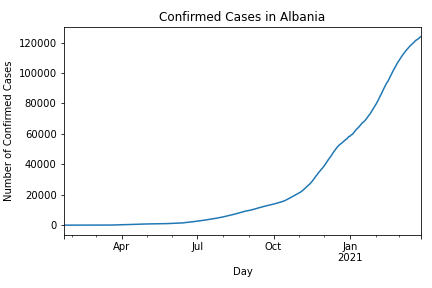 Confirmed Cases in Albania
Number of Confirmed Cases
120000
100000
80000
60000
40000
20000
0
Apr
Jul
Oct
Jan
2021
Day